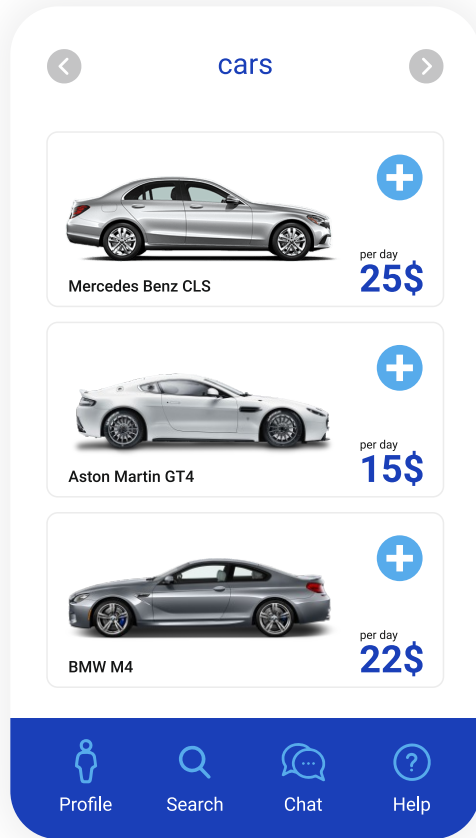 cars
per day
25$
Mercedes Benz CLS
per day
15$
Aston Martin GT4
per day
22$
BMW M4
Profile
Search
Chat
Help